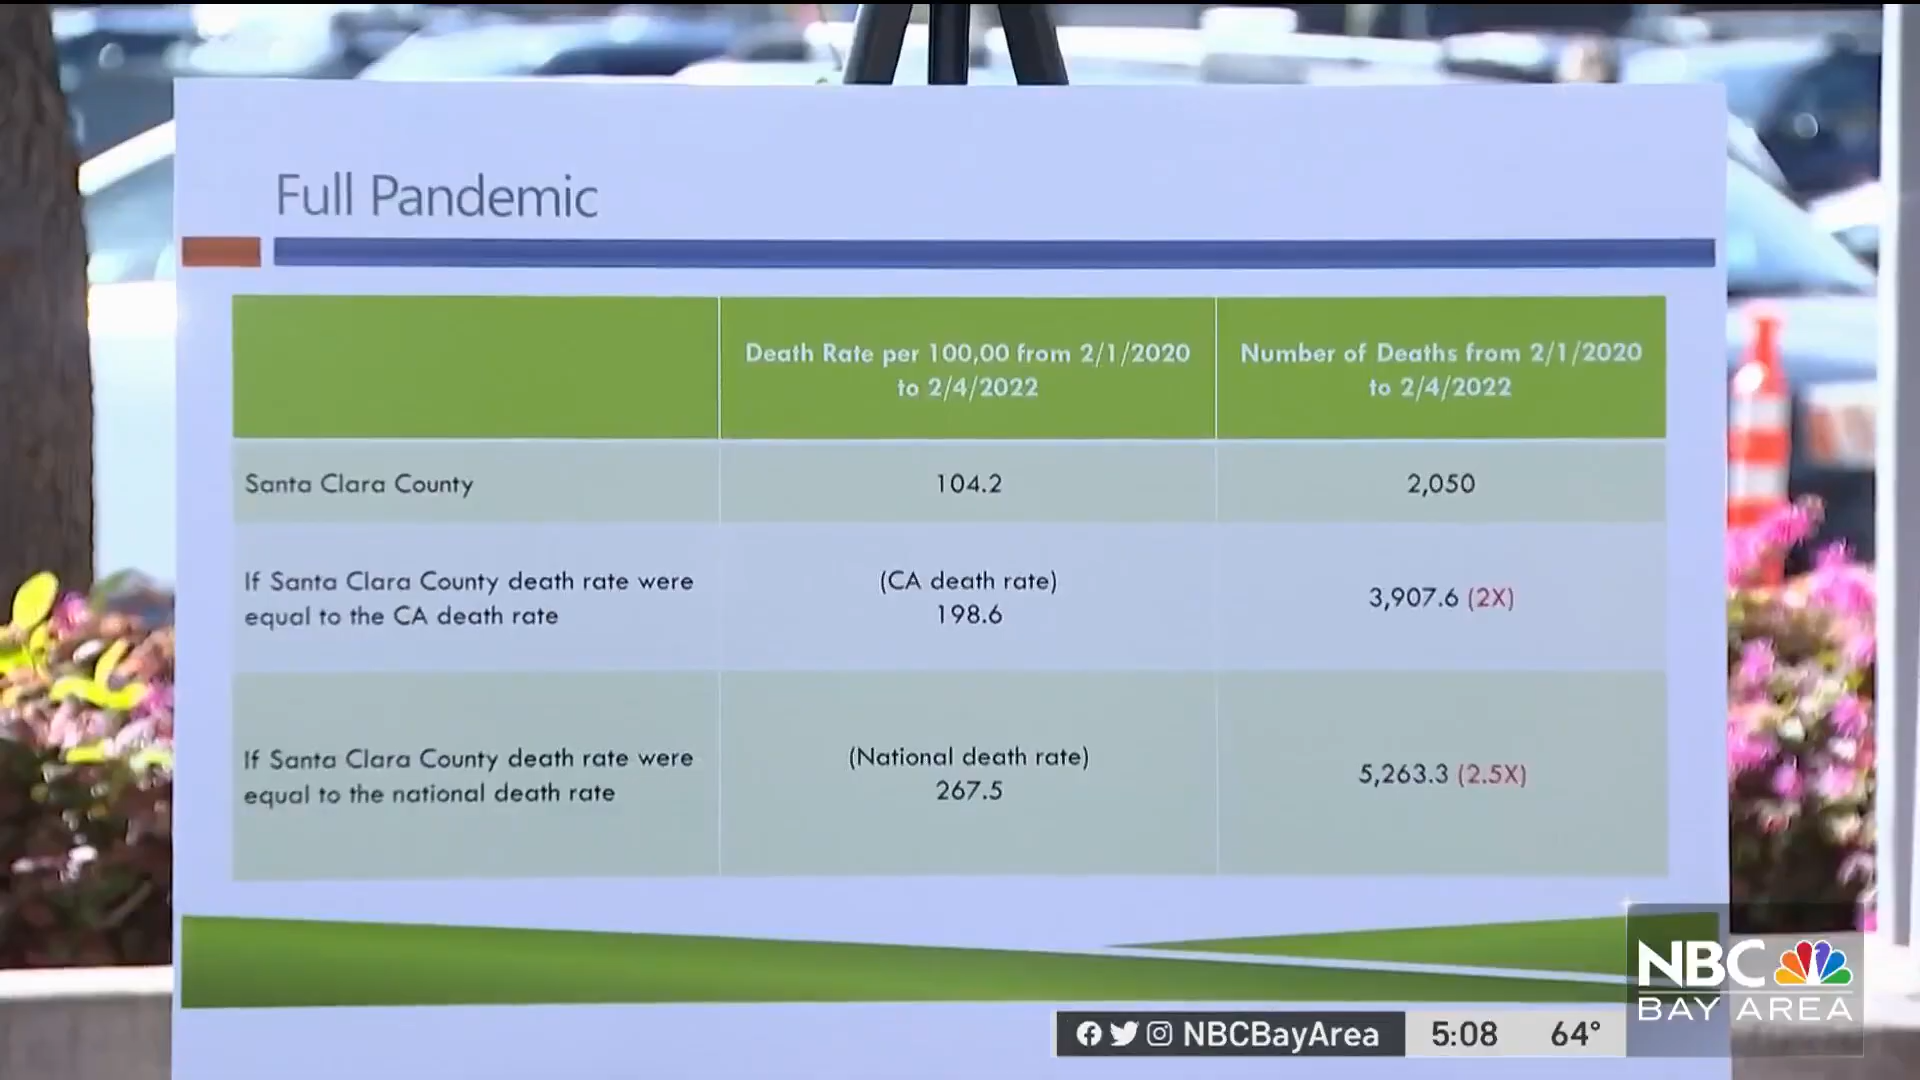 Full Pandemic
Death Rate per 100,00 from 2/1/2020
to 2/4/2022
Number of Deaths from 2/1/2020
to 2/4/2022
Santa Clara County
104.2
2,050
If Santa Clara County death rate were
equal to the CA death rate
(CA death rate)
198.6
3,907.6 (2X)
If Santa Clara County death rate were
equal to the national death rate
(National death rate)
267.5
5,263.3 (2.5X)
NBC
BAY AREA
NBCBayArea
5:08
64°